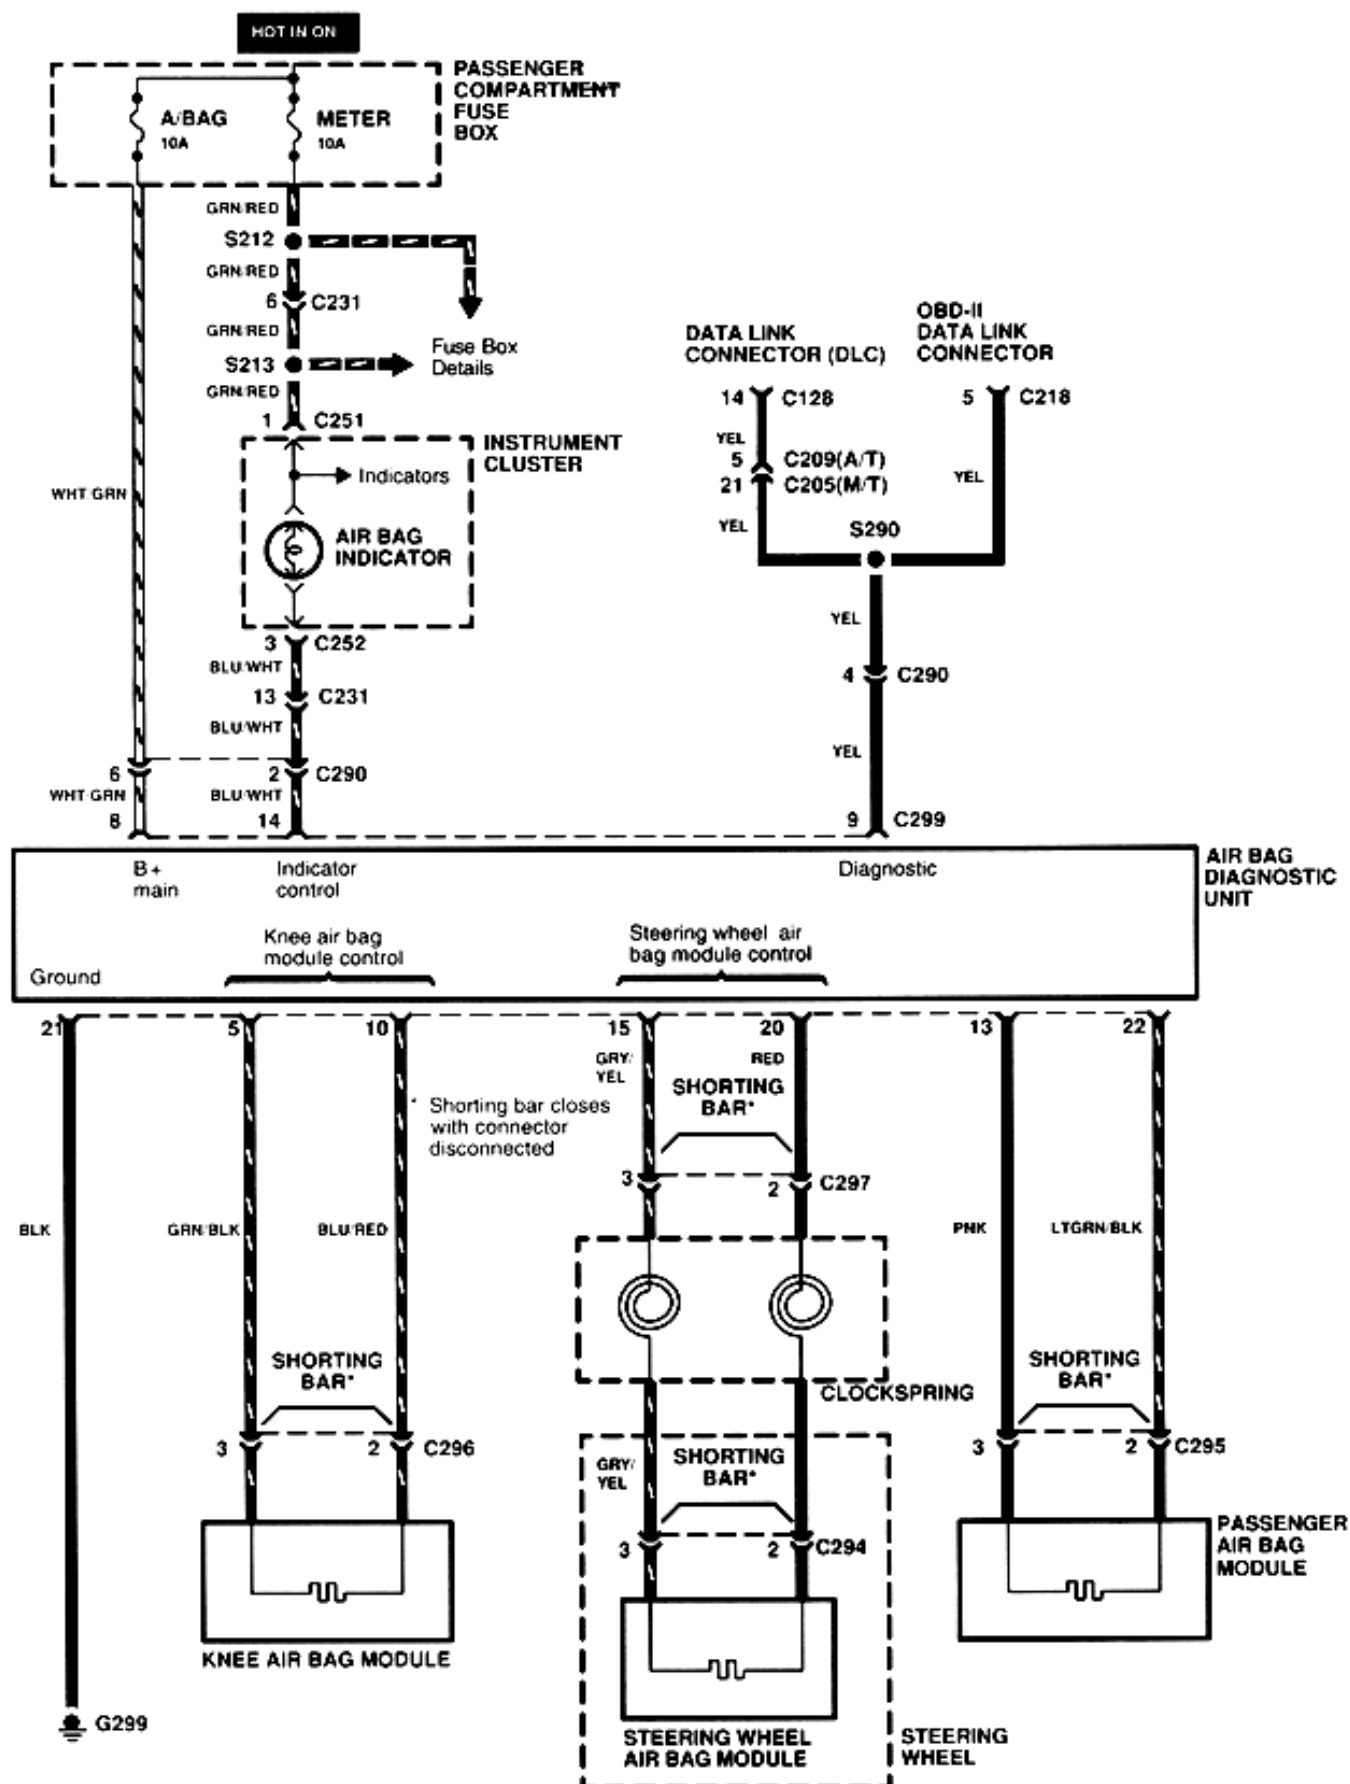 HOT IN ON
PASSENGER
COMPARTMENT
FUSE
BOX
A/BAG
10A
METER
10A
GRN/RED
S212
GRN/RED
6 C231
GRN/RED
S213
Fuse Box
Details
GRN/RED
1 C251
INSTRUMENT
CLUSTER
Indicators
AIR BAG
INDICATOR
WHT GRN
3 C252
BLU/WHT
13 C231
BLU/WHT
6 2 C290
WHT GRN BLU/WHT
8 14
DATA LINK
CONNECTOR (DLC)
OBD-II
DATA LINK
CONNECTOR
14 C128
5 C218
YEL
5 C209(A/T)
21 C205(M/T)
YEL
YEL
S290
YEL
4 C290
YEL
9 C299
B+
main
Indicator
control
Diagnostic
AIR BAG
DIAGNOSTIC
UNIT
Knee air bag
module control
Steering wheel air
bag module control
Ground
21 5 10 15 20 13 22
GRY/
YEL
RED
SHORTING
BAR*
* Shorting bar closes
with connector
disconnected
3 2 C297
BLK
GRN/BLK
BLU/RED
PNK
LTGRN/BLK
CLOCKSPRING
SHORTING
BAR*
3 2 C296
SHORTING
BAR*
3 2 C295
GRY/
YEL
SHORTING
BAR*
3 2 C294
KNEE AIR BAG MODULE
PASSENGER
AIR BAG
MODULE
G299
STEERING WHEEL
AIR BAG MODULE
STEERING
WHEEL